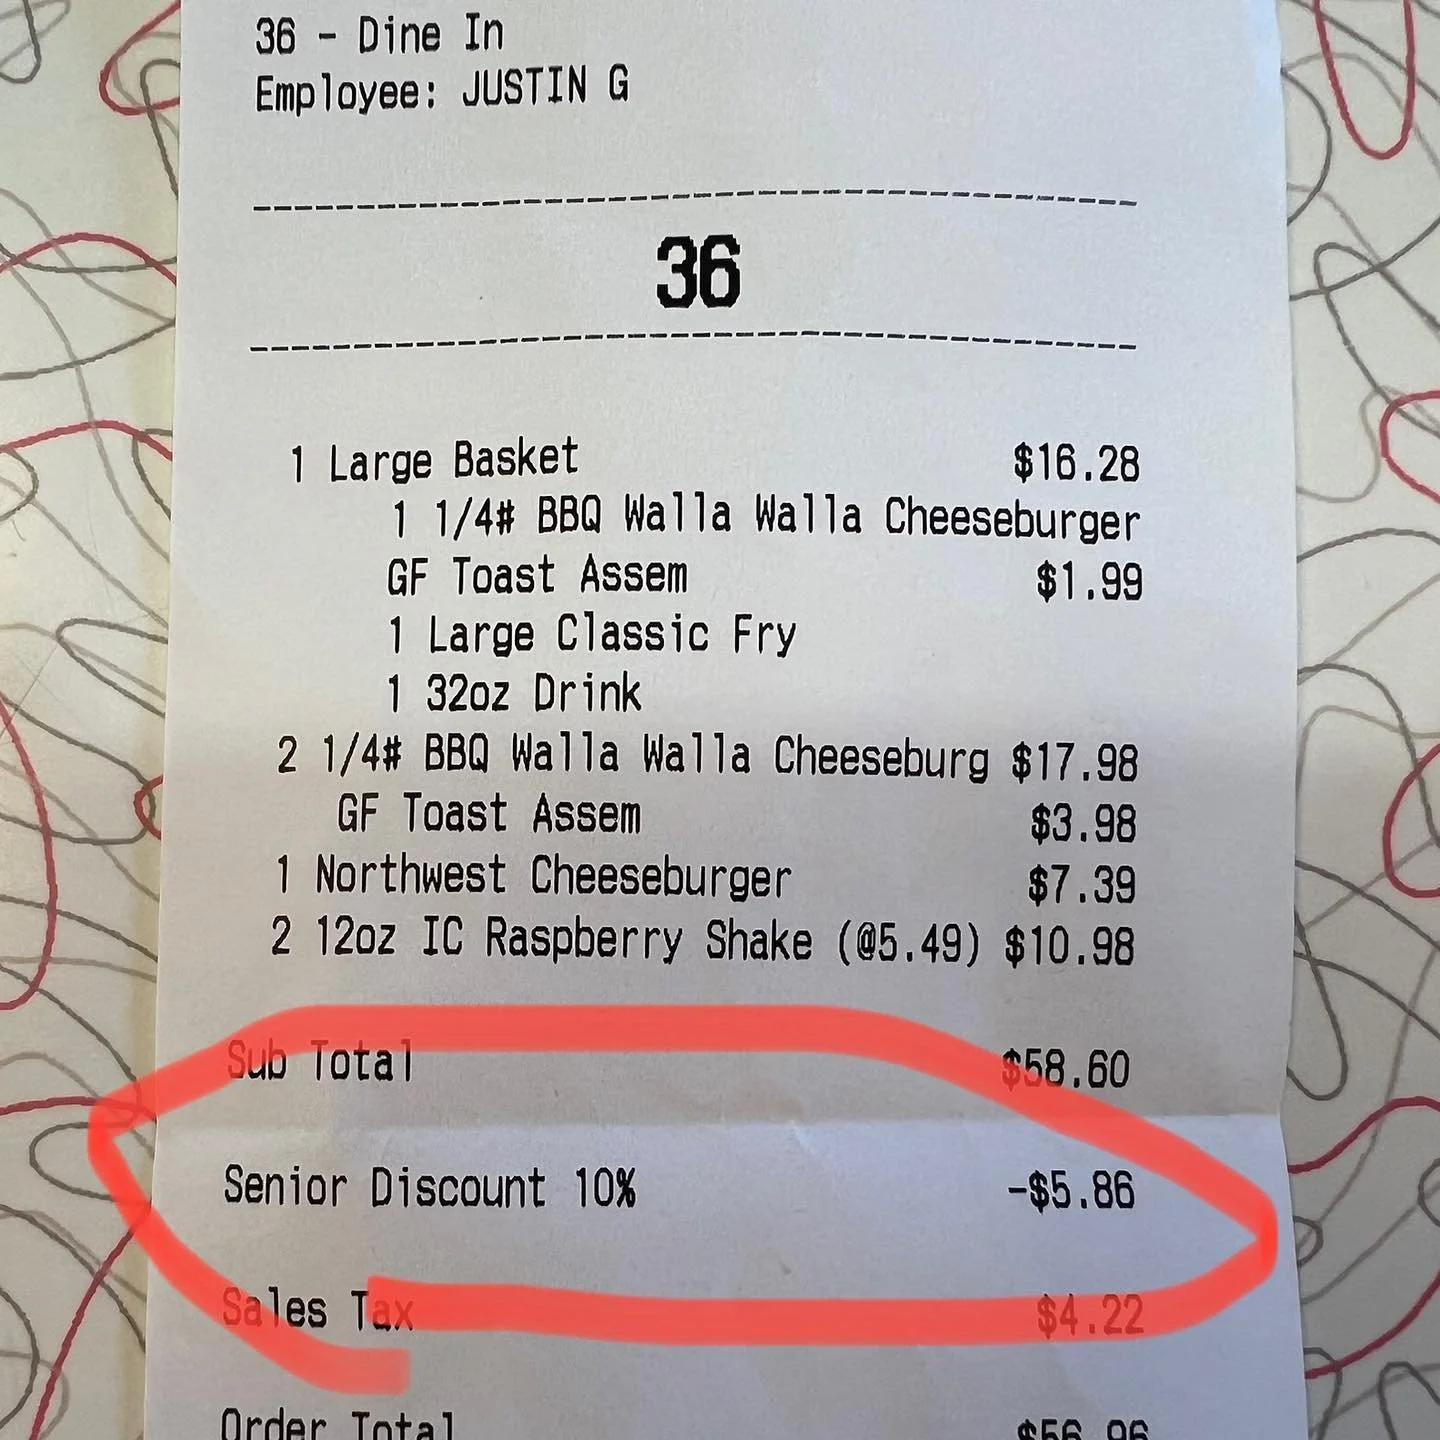 36 - Dine In
Employee: JUSTIN G
36
1 Large Basket $16.28
1 1/4# BBQ Walla Walla Cheeseburger
GF Toast Assem $1.99
1 Large Classic Fry
1 32oz Drink
2 1/4# BBQ Walla Walla Cheeseburg $17.98
GF Toast Assem $3.98
1 Northwest Cheeseburger $7.39
2 12oz IC Raspberry Shake (@5.49) $10.98
Sub Total $58.60
Senior Discount 10% -$5.86
Sales Tax $4.22
Order Total $56.96